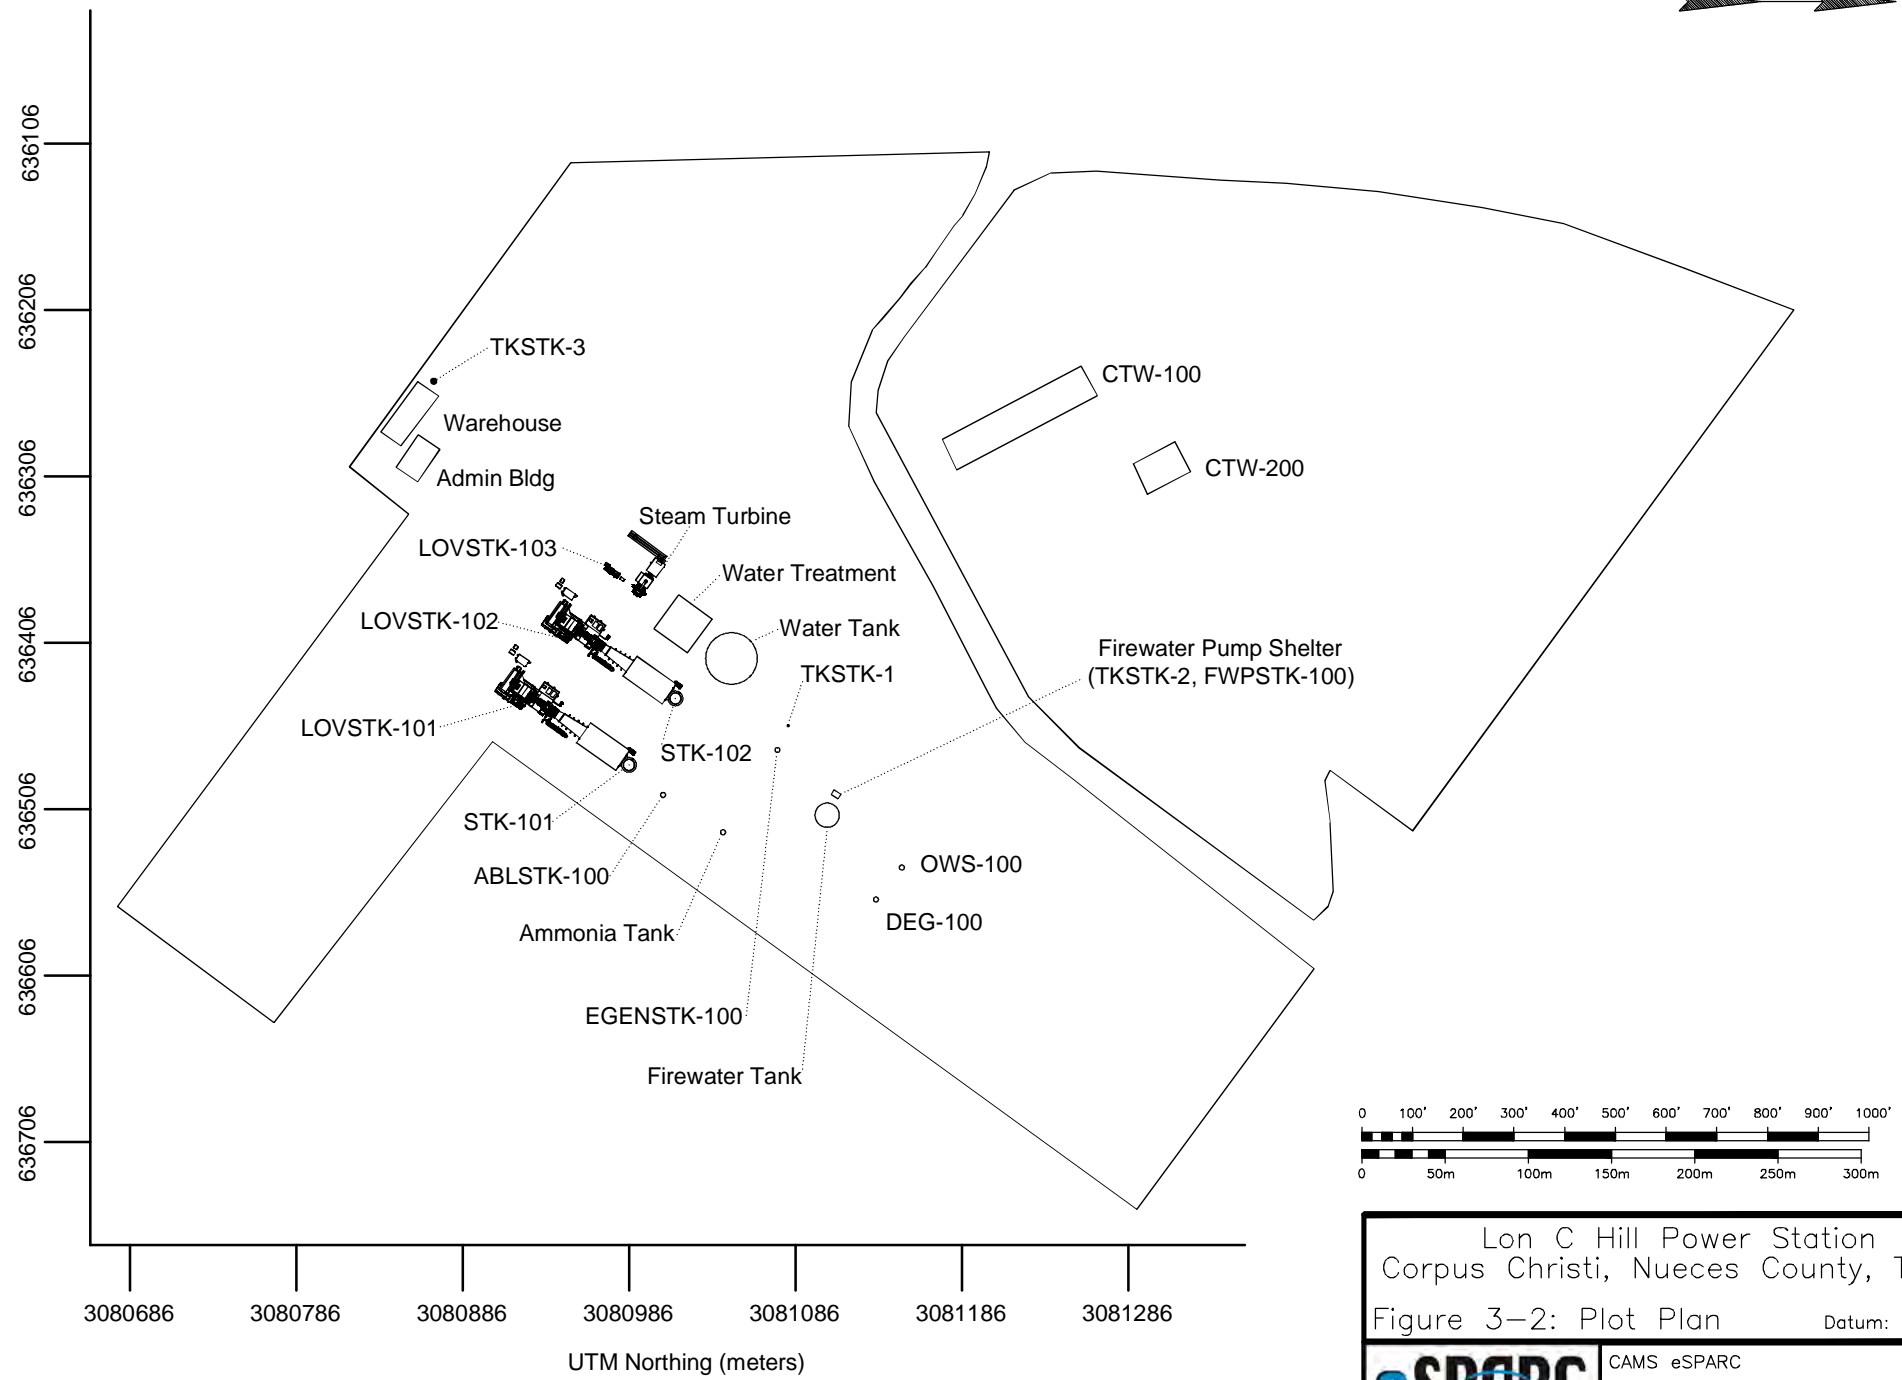 636106
636206
636306
636406
636506
636606
636706
TKSTK-3
Warehouse
Admin Bldg
CTW-100
CTW-200
Steam Turbine
LOVSTK-103
Water Treatment
LOVSTK-102
Water Tank
Firewater Pump Shelter
(TKSTK-2, FWPSTK-100)
TKSTK-1
LOVSTK-101
STK-102
STK-101
ABLSTK-100
OWS-100
DEG-100
Ammonia Tank
EGENSTK-100
Firewater Tank
0 100' 200' 300' 400' 500' 600' 700' 800' 900' 1000'
0 50m 100m 150m 200m 250m 300m
3080686 3080786 3080886 3080986 3081086 3081186 3081286
UTM Northing (meters)
Lon C Hill Power Station
Corpus Christi, Nueces County,
Figure 3-2: Plot Plan Datum:
eSPARC
CAMS eSPARC